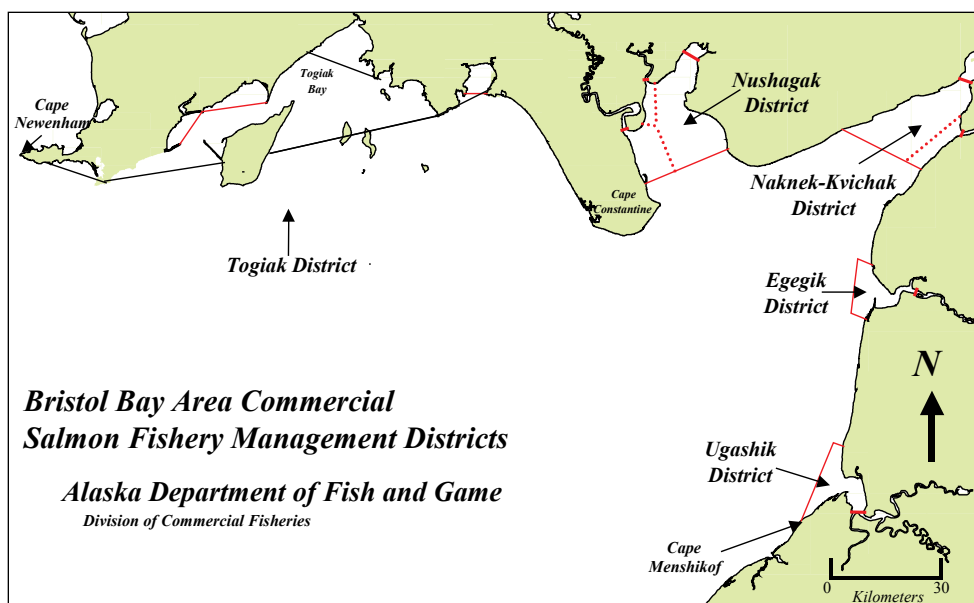 Togiak
Bay
Cape
Newenham
Nushagak
District
Naknek-Kvichak
District
Cape
Constantine
Togiak District
Egegik
District
N
Bristol Bay Area Commercial
Salmon Fishery Management Districts
Ugashik
District
Alaska Department of Fish and Game
Division of Commercial Fisheries
Cape
Menshikof
0
30
Kilometers